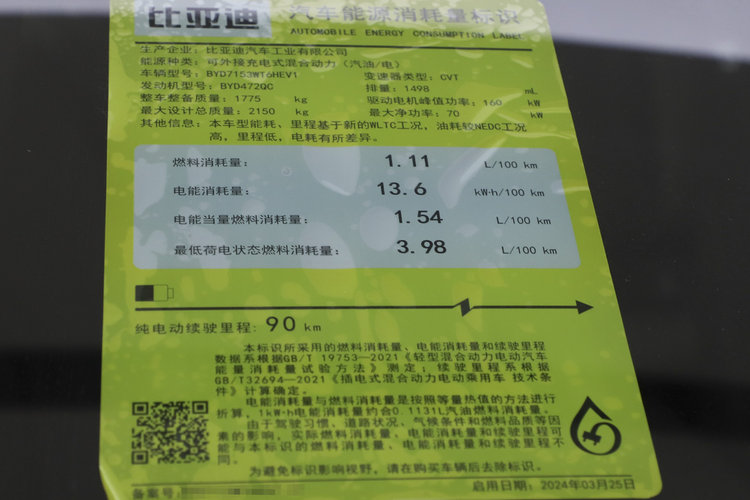 比亚迪 汽车能源消耗量标识
AUTOMOBILE ENERGY CONSUMPTION LABEL
生产企业：比亚迪汽车工业有限公司
能源种类：可外接充电式混合动力（汽油/电）
车辆型号：BYD7153WT6HEV1 变速器类型：CVT
发动机型号：BYD472QC 排量：1498 mL
整车整备质量：1775 kg 驱动电机峰值功率：160 kW
最大设计总质量：2150 kg 最大净功率：70 kW
其他信息：本车型能耗、里程基于新的WLTC工况，油耗较NEDC工况
高，里程低，电耗有所差异。
燃料消耗量： 1.11 L/100 km
电能消耗量： 13.6 kW·h/100 km
电能当量燃料消耗量： 1.54 L/100 km
最低荷电状态燃料消耗量： 3.98 L/100 km
纯电动续驶里程：90 km
本标识所采用的燃料消耗量、电能消耗量和续驶里程
数据系根据GB/T 19753—2021《轻型混合动力电动汽车
能量消耗量试验方法》测定；续驶里程系根据
GB/T32694—2021《插电式混合动力电动乘用车 技术条
件》计算确定。
电能消耗量与燃料消耗量是按照等量热值的方法进行
折算，1kW·h电能消耗量约合0.1131L汽油燃料消耗量。
由于驾驶习惯、道路状况、气候条件和燃料品质等因
素的影响，实际燃料消耗量、电能消耗量和续驶里程可
能与本标识的燃料消耗量、电能消耗量和续驶里程不
同。
为避免标识影响视野，请在购买车辆后去除标识。
备案号： 启用日期：2024年03月25日